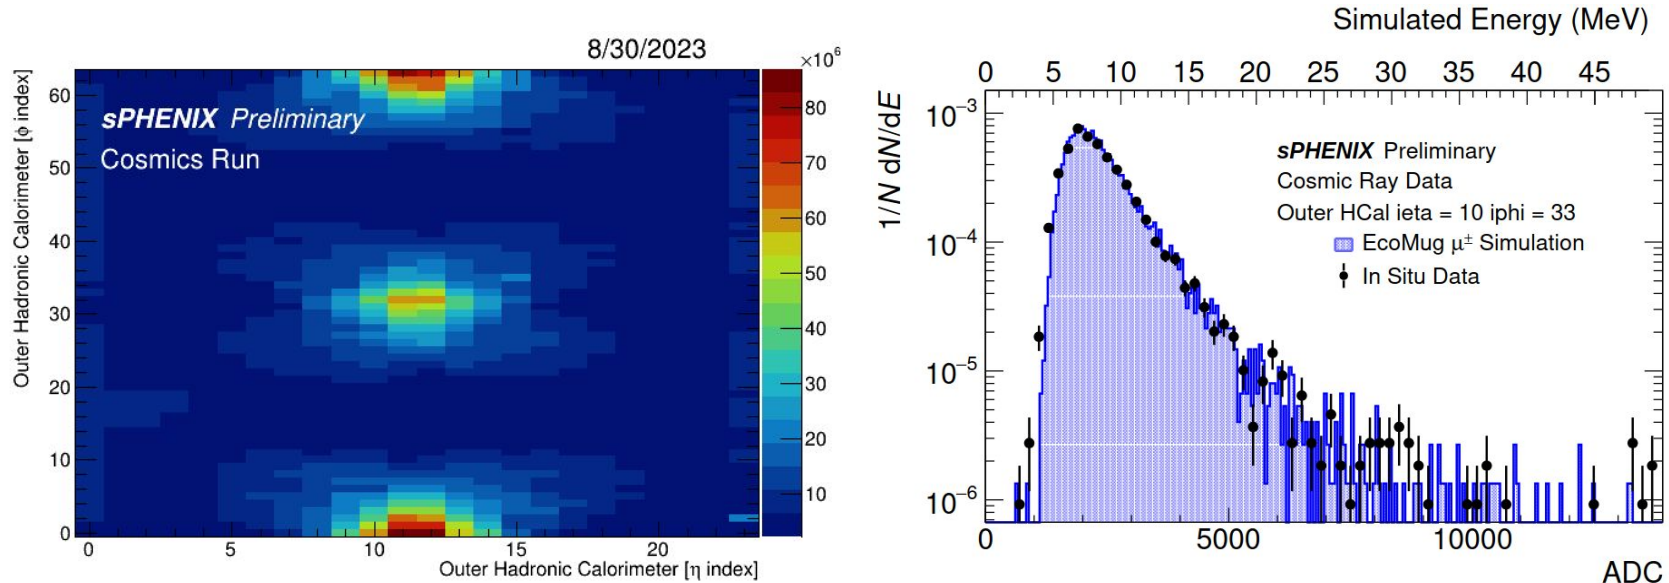 8/30/2023
×10⁶
sPHENIX Preliminary
Cosmics Run
Outer Hadronic Calorimeter [ϕ index]
60
50
40
30
20
10
0
0 5 10 15 20
Outer Hadronic Calorimeter [η index]
80
70
60
50
40
30
20
10
Simulated Energy (MeV)
0 5 10 15 20 25 30 35 40 45
1/N dN/dE
10⁻³
10⁻⁴
10⁻⁵
10⁻⁶
sPHENIX Preliminary
Cosmic Ray Data
Outer HCal ieta = 10 iphi = 33
EcoMug μ± Simulation
In Situ Data
0 5000 10000
ADC